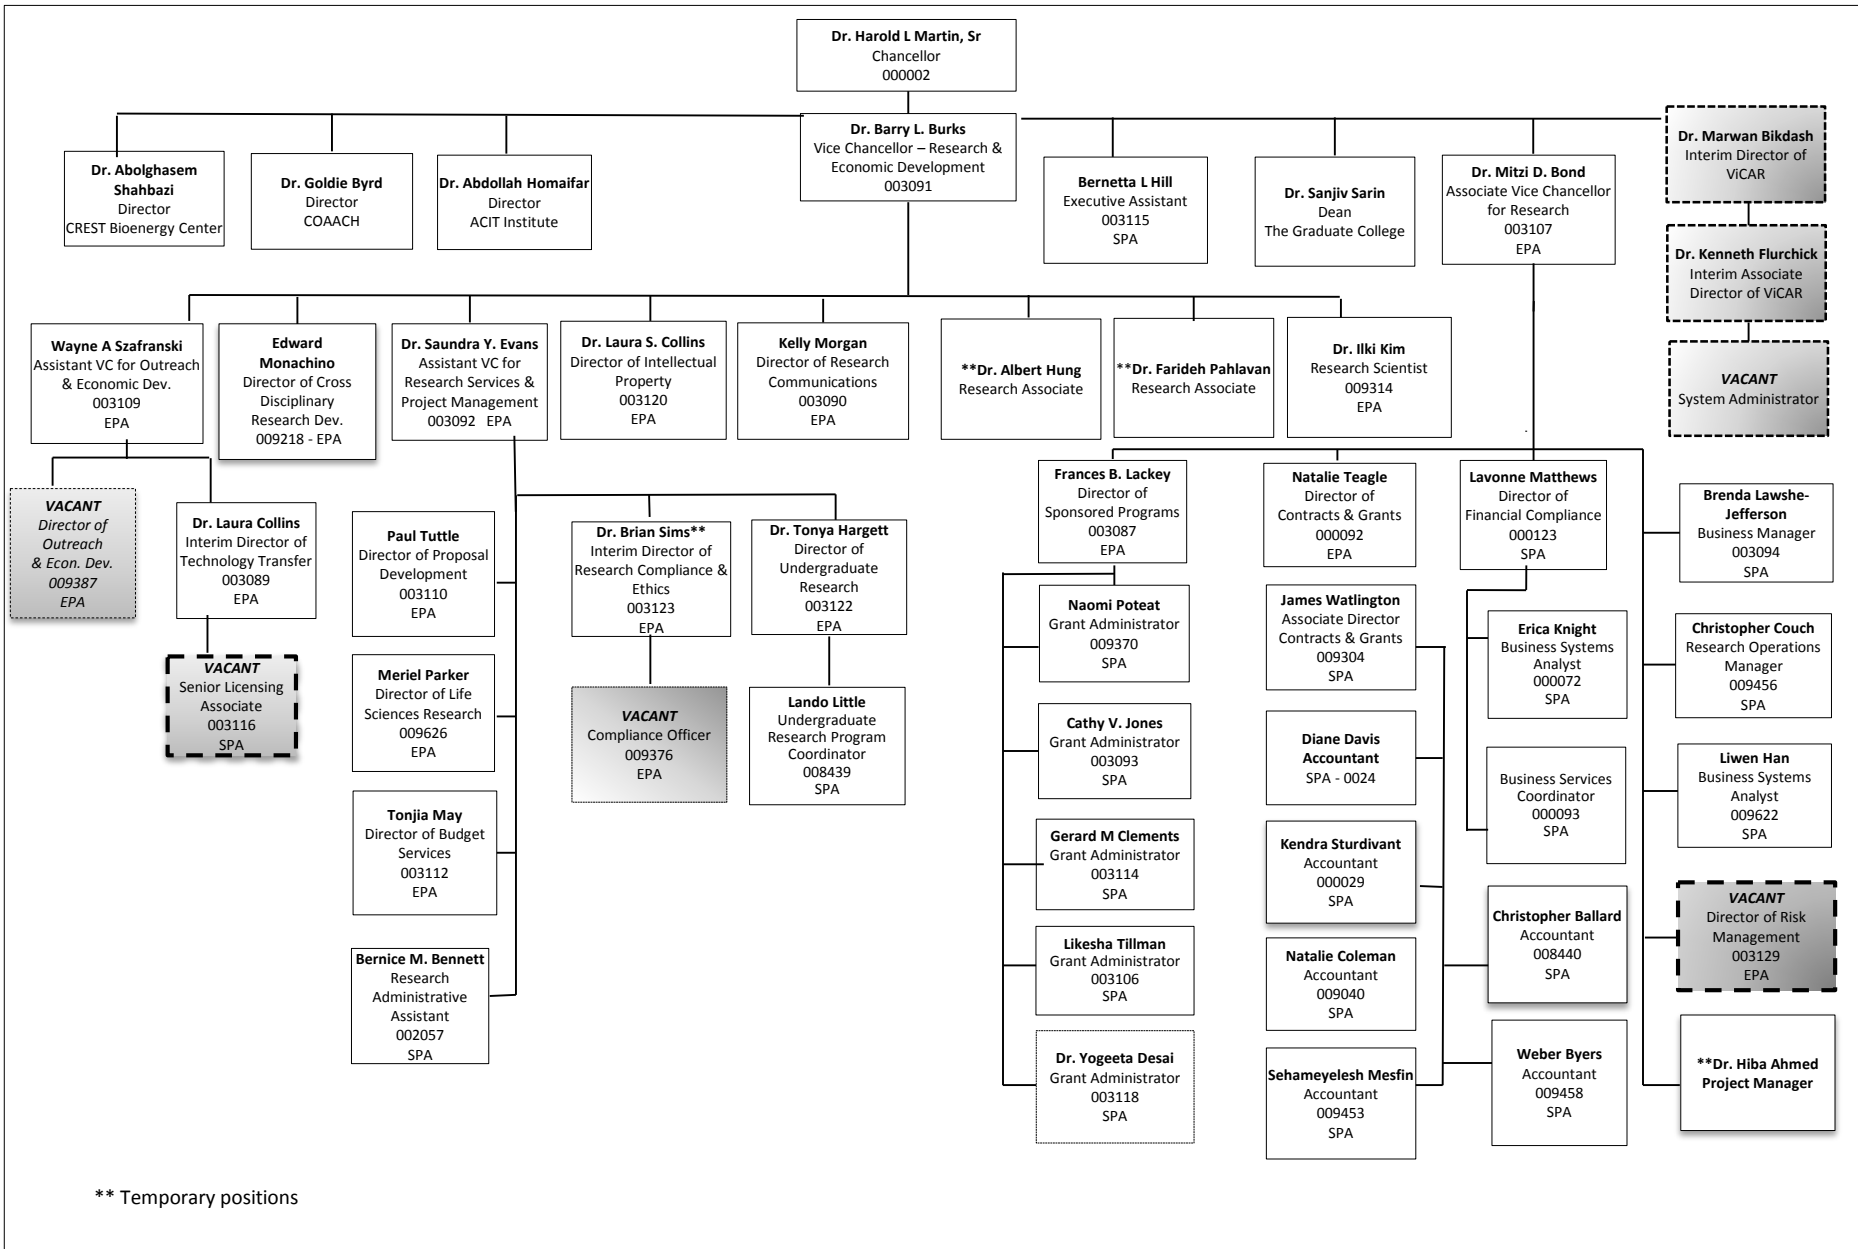 Dr. Harold L Martin, Sr
Chancellor
000002
Dr. Barry L. Burks
Vice Chancellor – Research &
Economic Development
003091
Dr. Abolghasem
Shahbazi
Director
CREST Bioenergy Center
Dr. Goldie Byrd
Director
COAACH
Dr. Abdollah Homaifar
Director
ACIT Institute
Bernetta L Hill
Executive Assistant
003115
SPA
Dr. Sanjiv Sarin
Dean
The Graduate College
Dr. Mitzi D. Bond
Associate Vice Chancellor
for Research
003107
EPA
Dr. Marwan Bikdash
Interim Director of
ViCAR
Dr. Kenneth Flurchick
Interim Associate
Director of ViCAR
VACANT
System Administrator
Wayne A Szafranski
Assistant VC for Outreach
& Economic Dev.
003109
EPA
Edward
Monachino
Director of Cross
Disciplinary
Research Dev.
009218 - EPA
Dr. Saundra Y. Evans
Assistant VC for
Research Services &
Project Management
003092 EPA
Dr. Laura S. Collins
Director of Intellectual
Property
003120
EPA
Kelly Morgan
Director of Research
Communications
003090
EPA
**Dr. Albert Hung
Research Associate
**Dr. Farideh Pahlavan
Research Associate
Dr. Ilki Kim
Research Scientist
009314
EPA
VACANT
Director of
Outreach
& Econ. Dev.
009387
EPA
Dr. Laura Collins
Interim Director of
Technology Transfer
003089
EPA
VACANT
Senior Licensing
Associate
003116
SPA
Paul Tuttle
Director of Proposal
Development
003110
EPA
Meriel Parker
Director of Life
Sciences Research
009626
EPA
Tonjia May
Director of Budget
Services
003112
EPA
Bernice M. Bennett
Research
Administrative
Assistant
002057
SPA
Dr. Brian Sims**
Interim Director of
Research Compliance &
Ethics
003123
EPA
VACANT
Compliance Officer
009376
EPA
Dr. Tonya Hargett
Director of
Undergraduate
Research
003122
EPA
Lando Little
Undergraduate
Research Program
Coordinator
008439
SPA
Frances B. Lackey
Director of
Sponsored Programs
003087
EPA
Naomi Poteat
Grant Administrator
009370
SPA
Cathy V. Jones
Grant Administrator
003093
SPA
Gerard M Clements
Grant Administrator
003114
SPA
Likesha Tillman
Grant Administrator
003106
SPA
Dr. Yogeeta Desai
Grant Administrator
003118
SPA
Natalie Teagle
Director of
Contracts & Grants
000092
EPA
James Watlington
Associate Director
Contracts & Grants
009304
SPA
Diane Davis
Accountant
SPA - 0024
Kendra Sturdivant
Accountant
000029
SPA
Natalie Coleman
Accountant
009040
SPA
Sehameyelesh Mesfin
Accountant
009453
SPA
Lavonne Matthews
Director of
Financial Compliance
000123
SPA
Erica Knight
Business Systems
Analyst
000072
SPA
Business Services
Coordinator
000093
SPA
Christopher Ballard
Accountant
008440
SPA
Weber Byers
Accountant
009458
SPA
Brenda Lawshe-
Jefferson
Business Manager
003094
SPA
Christopher Couch
Research Operations
Manager
009456
SPA
Liwen Han
Business Systems
Analyst
009622
SPA
VACANT
Director of Risk
Management
003129
EPA
**Dr. Hiba Ahmed
Project Manager
** Temporary positions